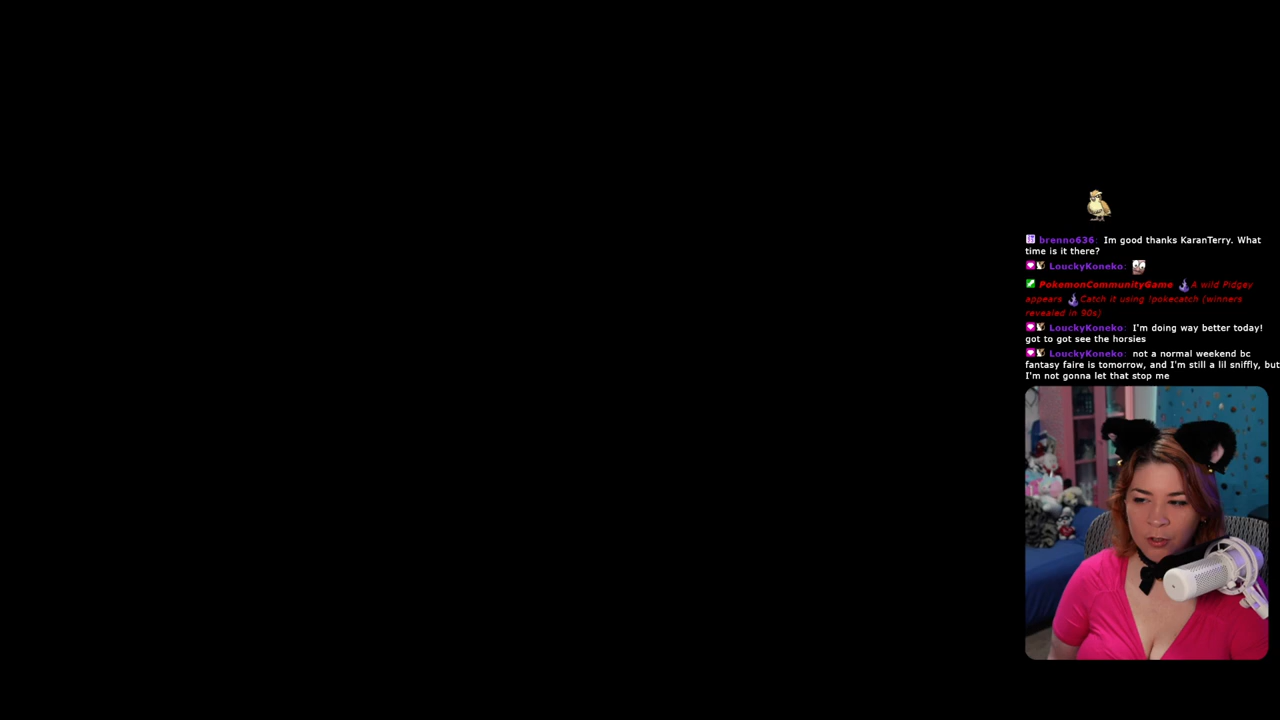 brenno636: Im good thanks KaranTerry. What
time is it there?
LouckyKoneko:
PokemonCommunityGame A wild Pidgey
appears Catch it using !pokecatch (winners
revealed in 90s)
LouckyKoneko: I'm doing way better today!
got to got see the horsies
LouckyKoneko: not a normal weekend bc
fantasy faire is tomorrow, and I'm still a lil sniffly, but
I'm not gonna let that stop me